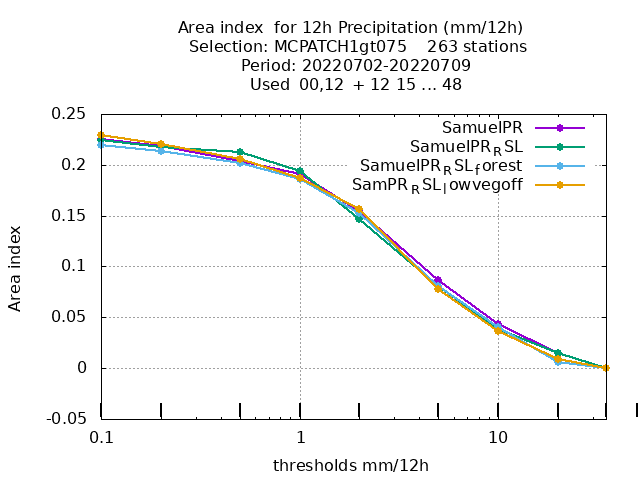 Area index  for 12h Precipitation (mm/12h)
Selection: MCPATCH1gt075    263 stations
Period: 20220702-20220709
Used  00,12  + 12 15 ... 48
SamuelPR
SamuelPR_RSL
SamuelPR_RSL_forest
SamPR_RSL_lowvegoff
0.25
0.2
0.15
0.1
0.05
0
-0.05
Area index
0.1
1
10
thresholds mm/12h